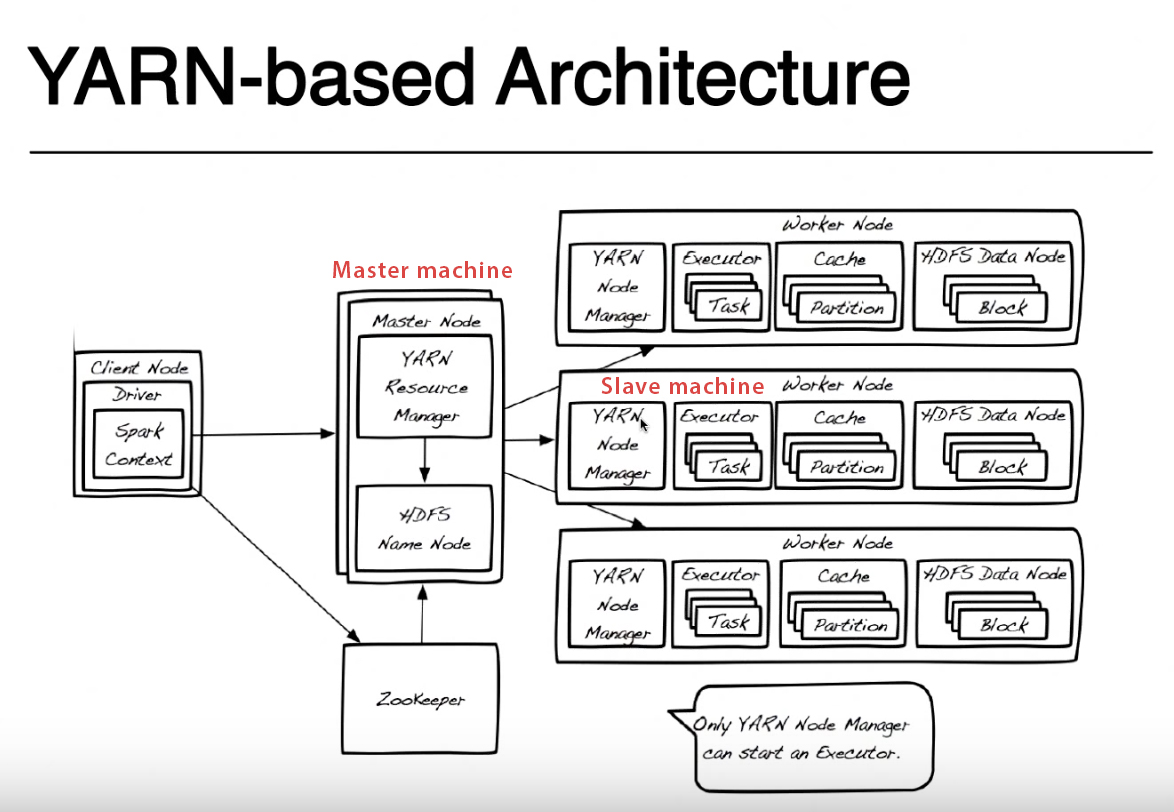 YARN-based Architecture
Master machine
Client Node
Driver
Spark
Context
Master Node
YARN
Resource
Manager
HDFS
Name Node
ZooKeeper
Worker Node
YARN
Node
Manager
Executor
Task
Cache
Partition
HDFS Data Node
Block
Slave machine
Worker Node
YARN
Node
Manager
Executor
Task
Cache
Partition
HDFS Data Node
Block
Worker Node
YARN
Node
Manager
Executor
Task
Cache
Partition
HDFS Data Node
Block
Only YARN Node Manager
can start an Executor.